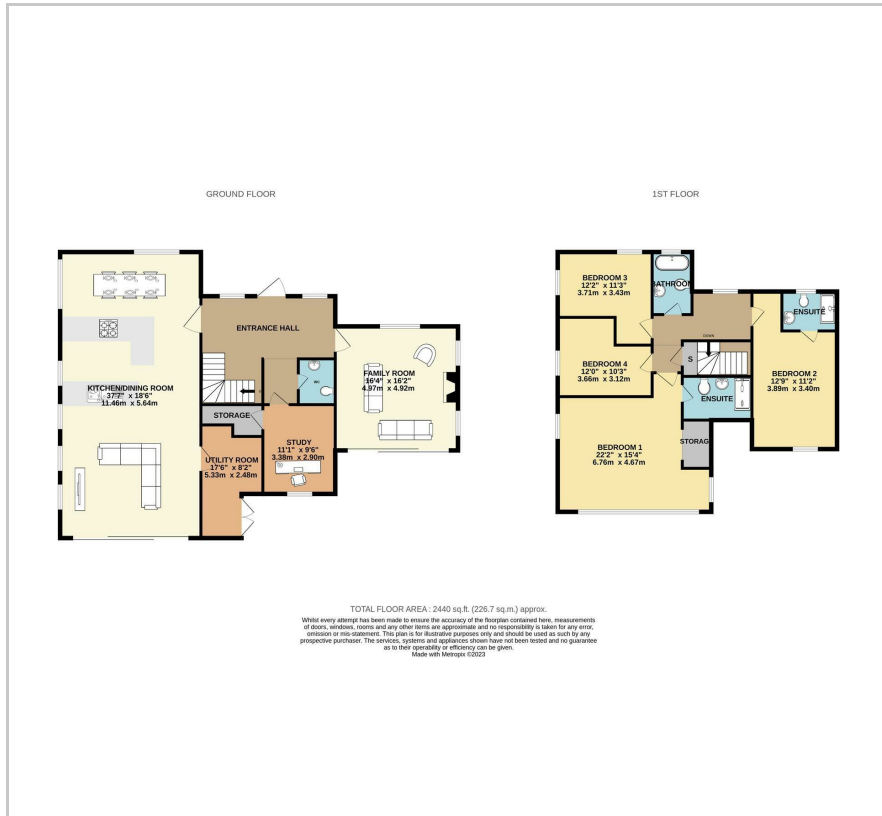 GROUND FLOOR
KITCHEN/DINING ROOM
37'7" x 18'6"
11.46m x 5.64m
ENTRANCE HALL
WC
FAMILY ROOM
16'4" x 16'2"
4.97m x 4.92m
STORAGE
STUDY
11'1" x 9'6"
3.38m x 2.90m
UTILITY ROOM
17'6" x 8'2"
5.33m x 2.48m
1ST FLOOR
BEDROOM 3
12'2" x 11'3"
3.71m x 3.43m
BATHROOM
ENSUITE
DOWN
S
BEDROOM 4
12'0" x 10'3"
3.66m x 3.12m
BEDROOM 2
12'9" x 11'2"
3.89m x 3.40m
ENSUITE
BEDROOM 1
22'2" x 15'4"
6.76m x 4.67m
STORAG
TOTAL FLOOR AREA : 2440 sq.ft. (226.7 sq.m.) approx.
Whilst every attempt has been made to ensure the accuracy of the floorplan contained here, measurements
of doors, windows, rooms and any other items are approximate and no responsibility is taken for any error,
omission or mis-statement. This plan is for illustrative purposes only and should be used as such by any
prospective purchaser. The services, systems and appliances shown have not been tested and no guarantee
as to their operability or efficiency can be given.
Made with Metropix ©2023